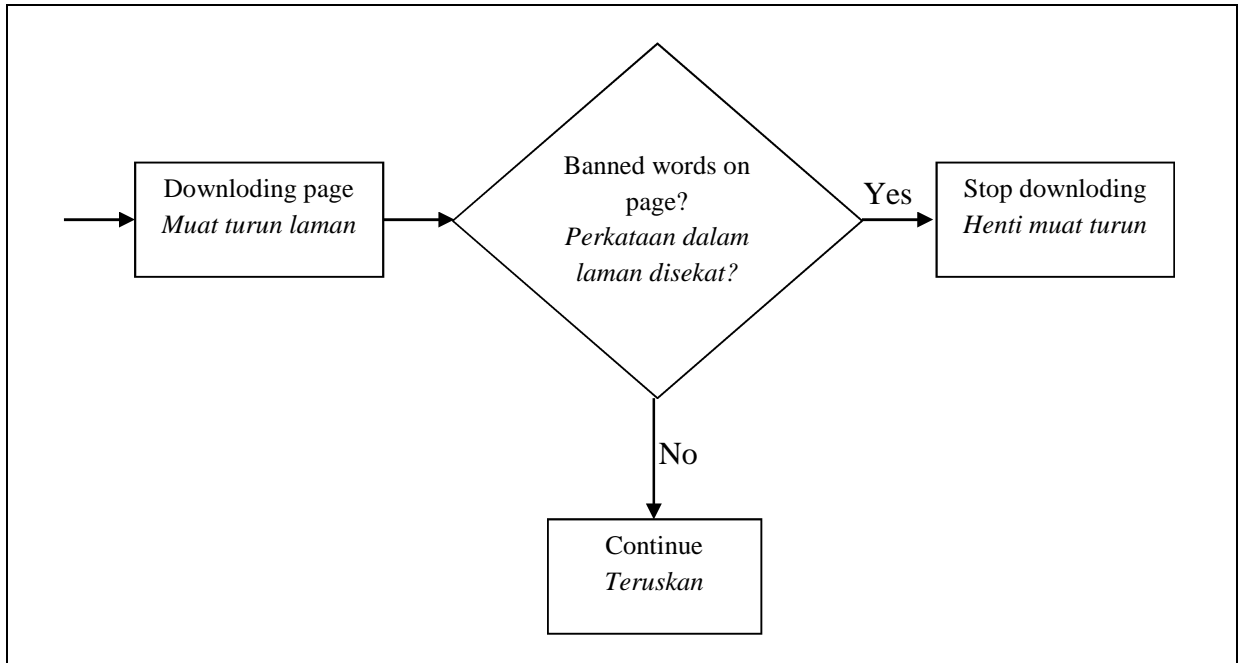 Downloding page
Muat turun laman
Banned words on
page?
Perkataan dalam
laman disekat?
Yes
Stop downloding
Henti muat turun
No
Continue
Teruskan